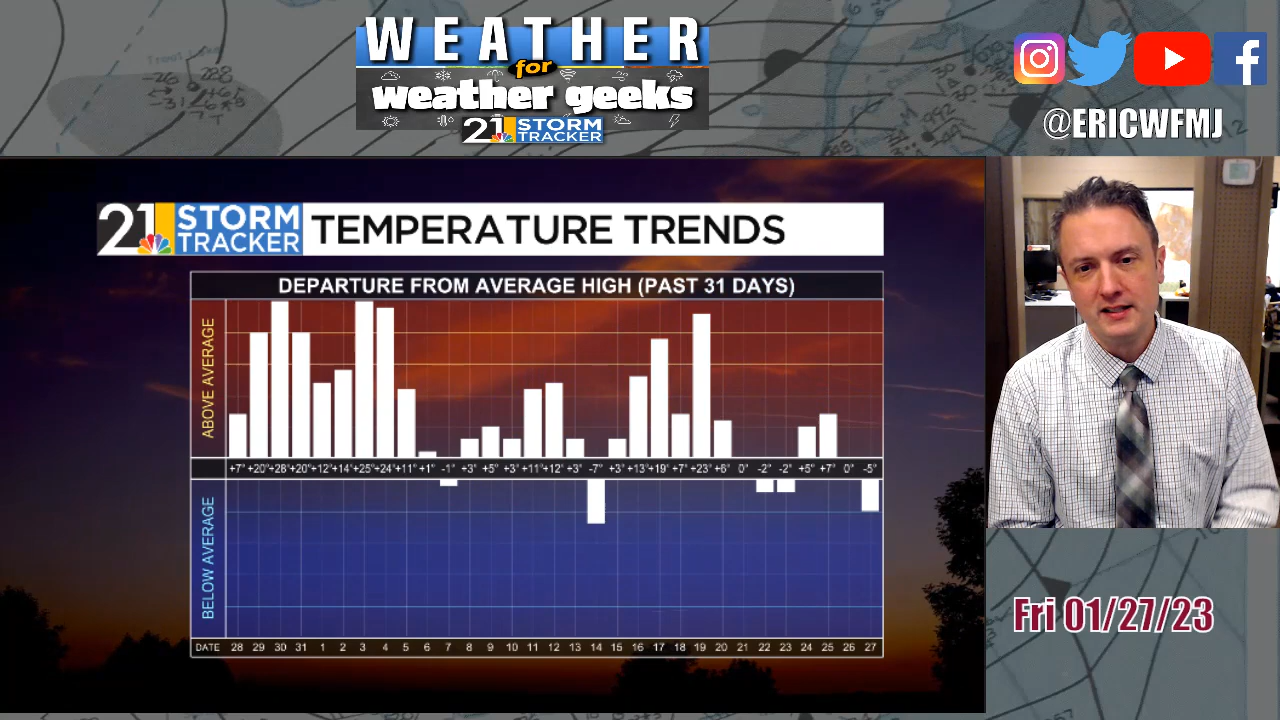 WEATHER
for
weather geeks
21 STORM
TRACKER
@ERICWFMJ
21 STORM
TRACKER
TEMPERATURE TRENDS
DEPARTURE FROM AVERAGE HIGH (PAST 31 DAYS)
ABOVE AVERAGE
+7° +20° +28° +20° +12° +14° +25° +24° +11° +1° -1° +3° +5° +3° +11° +12° +3° -7° +3° +13° +19° +7° +23° +6° 0° -2° -2° +5° +7° 0° -5°
BELOW AVERAGE
DATE 28 29 30 31 1 2 3 4 5 6 7 8 9 10 11 12 13 14 15 16 17 18 19 20 21 22 23 24 25 26 27
Fri 01/27/23